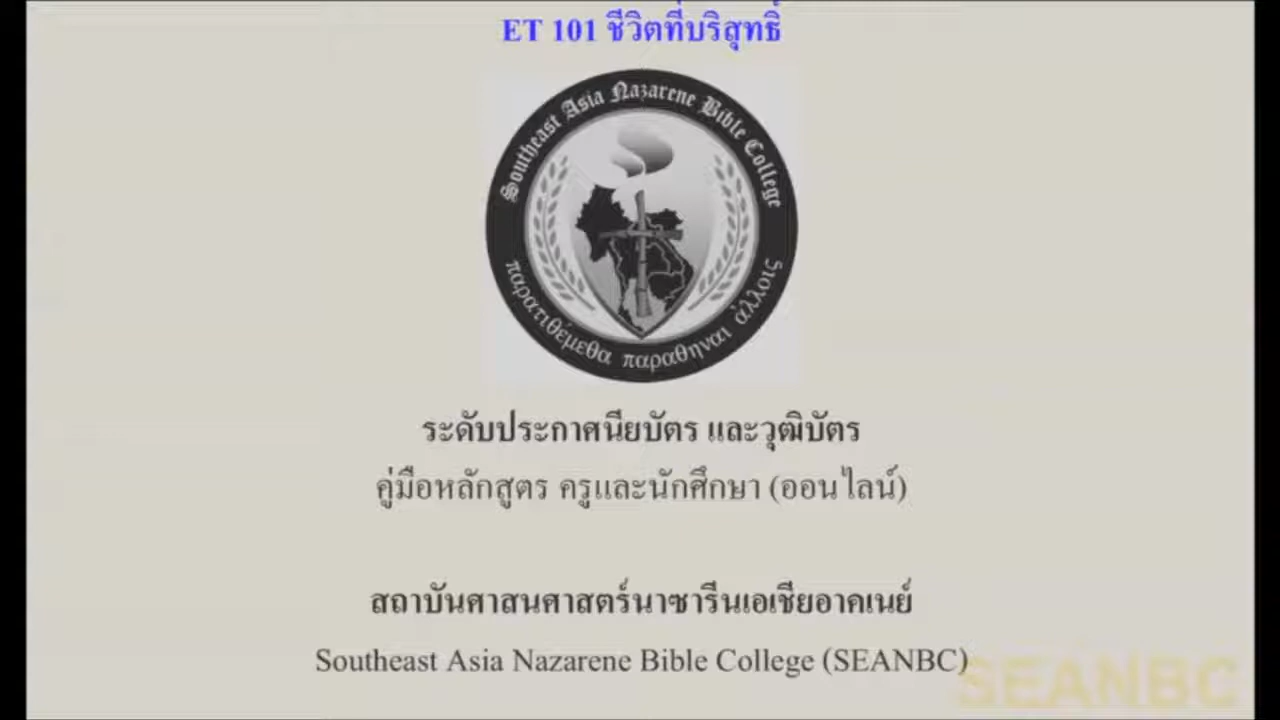 ET 101 ชีวิตที่บริสุทธิ์
Southeast Asia Nazarene Bible College
παρατιθέμεθα παραθηναι ἀλλοις
ระดับประกาศนียบัตร และวุฒิบัตร
คู่มือหลักสูตร ครูและนักศึกษา (ออนไลน์)
สถาบันศาสนศาสตร์นาซารีนเอเชียอาคเนย์
Southeast Asia Nazarene Bible College (SEANBC)
SEANBC